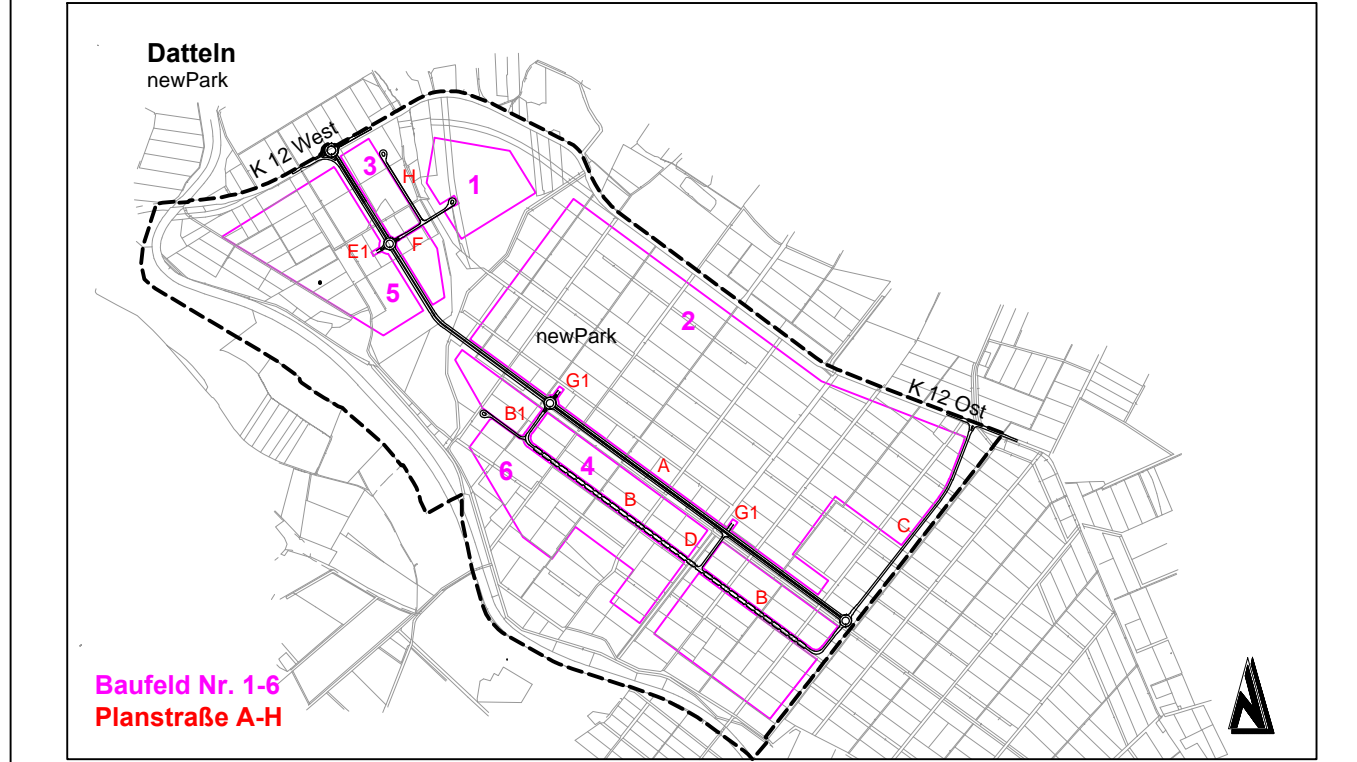 Datteln
newPark
K 12 West
3
H
1
E1
F
5
2
newPark
K 12 Ost
G1
B1
4
A
6
B
G1
C
D
B
Baufeld Nr. 1-6
Planstraße A-H
N